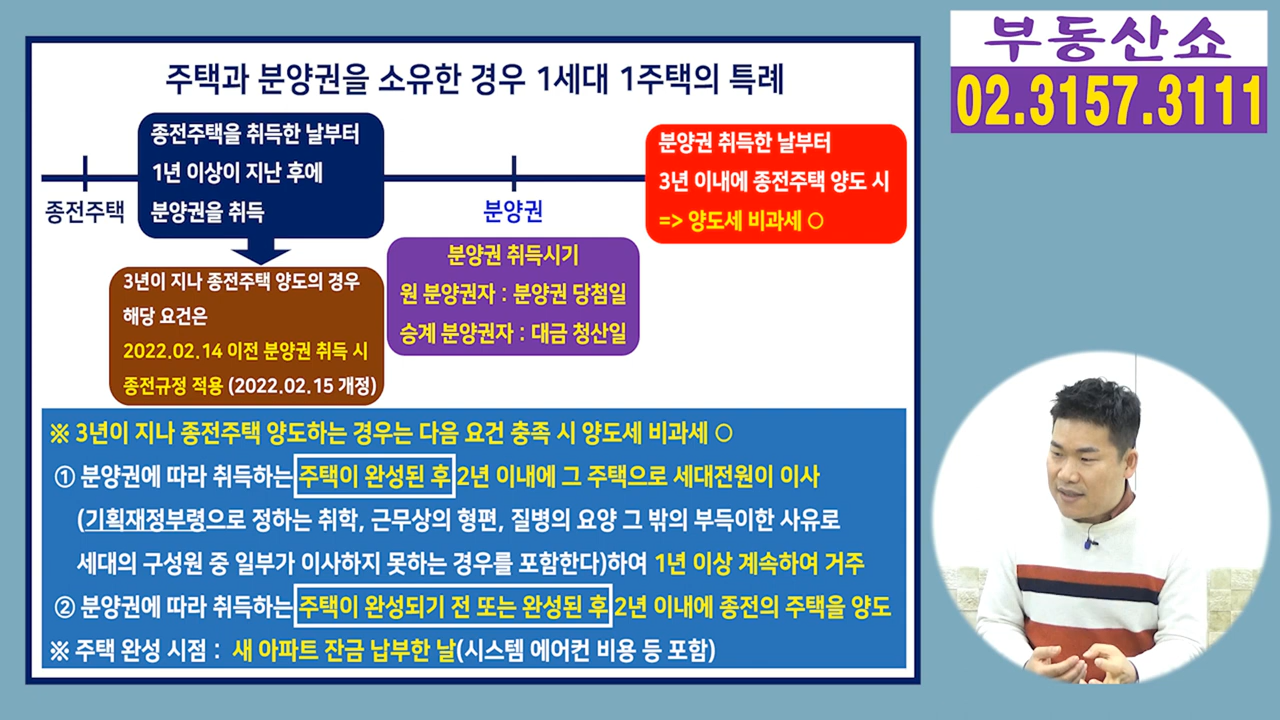 부동산쇼
02.3157.3111
주택과 분양권을 소유한 경우 1세대 1주택의 특례
종전주택
종전주택을 취득한 날부터
1년 이상이 지난 후에
분양권을 취득
분양권
분양권 취득한 날부터
3년 이내에 종전주택 양도 시
=> 양도세 비과세 ○
3년이 지나 종전주택 양도의 경우
해당 요건은
2022.02.14 이전 분양권 취득 시
종전규정 적용 (2022.02.15 개정)
분양권 취득시기
원 분양권자 : 분양권 당첨일
승계 분양권자 : 대금 청산일
※ 3년이 지나 종전주택 양도하는 경우는 다음 요건 충족 시 양도세 비과세 ○
① 분양권에 따라 취득하는 주택이 완성된 후 2년 이내에 그 주택으로 세대전원이 이사
(기획재정부령으로 정하는 취학, 근무상의 형편, 질병의 요양 그 밖의 부득이한 사유로
세대의 구성원 중 일부가 이사하지 못하는 경우를 포함한다)하여 1년 이상 계속하여 거주
② 분양권에 따라 취득하는 주택이 완성되기 전 또는 완성된 후 2년 이내에 종전의 주택을 양도
※ 주택 완성 시점 : 새 아파트 잔금 납부한 날(시스템 에어컨 비용 등 포함)